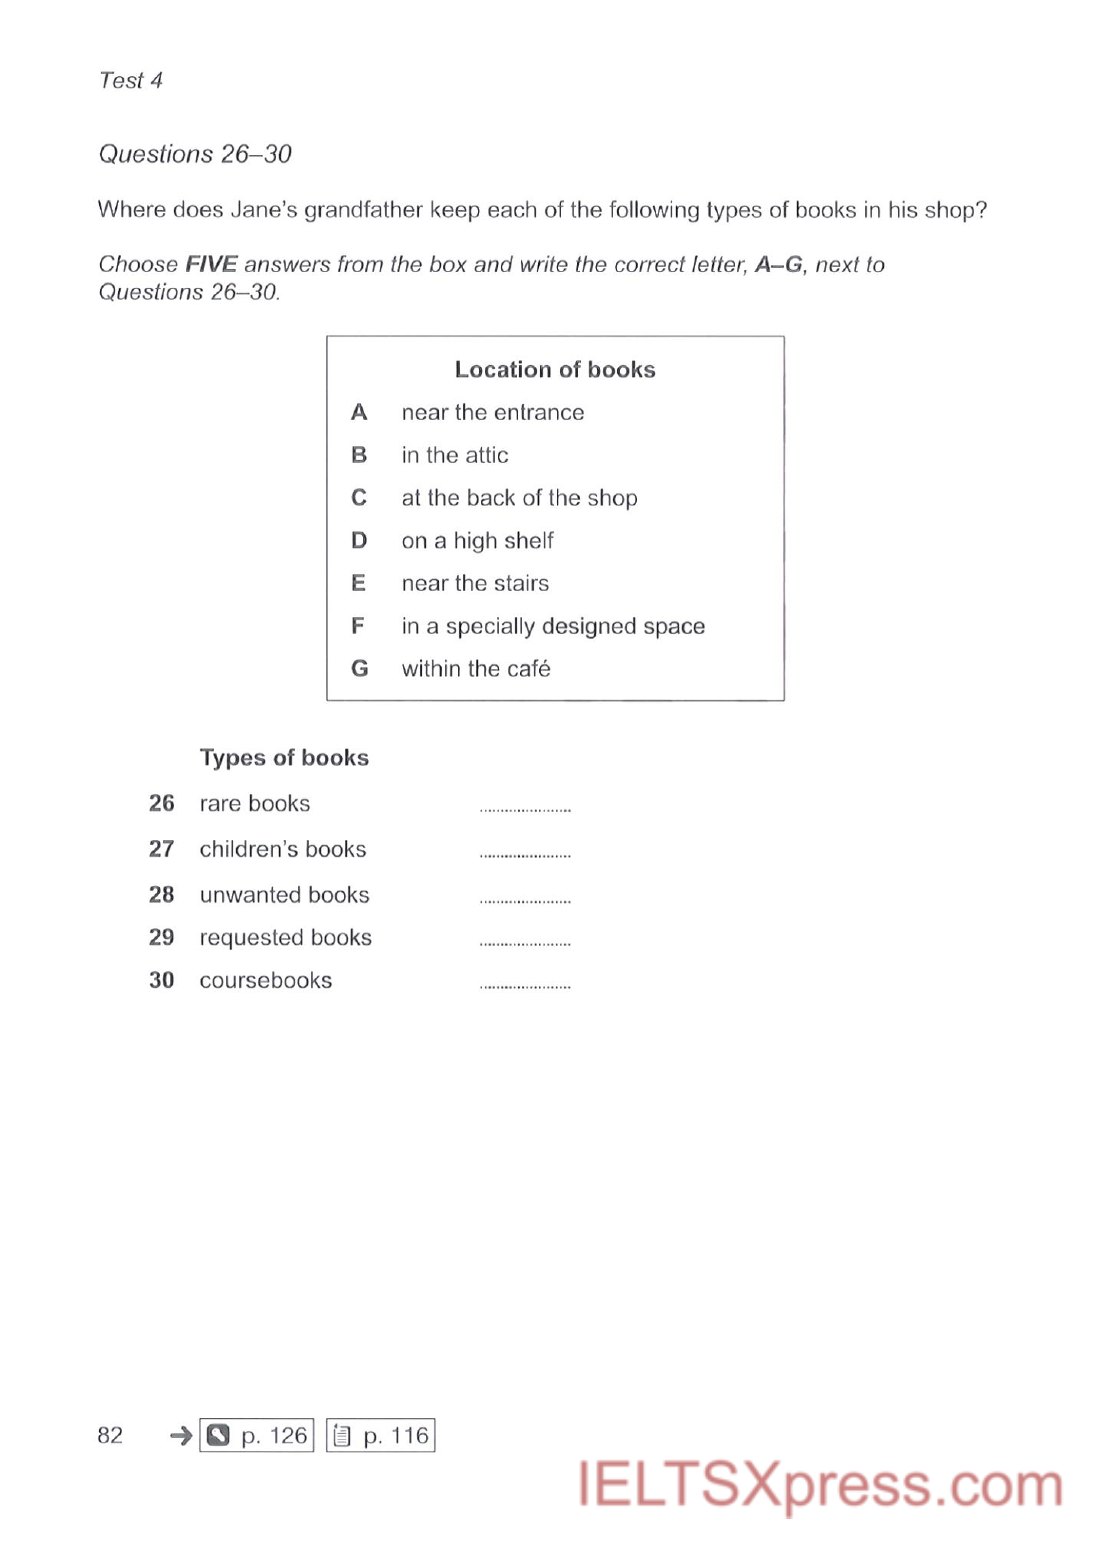 Test 4
Questions 26–30
Where does Jane's grandfather keep each of the following types of books in his shop?
Choose FIVE answers from the box and write the correct letter, A–G, next to
Questions 26–30.
Location of books
A near the entrance
B in the attic
C at the back of the shop
D on a high shelf
E near the stairs
F in a specially designed space
G within the café
Types of books
26 rare books ......................
27 children's books ......................
28 unwanted books ......................
29 requested books ......................
30 coursebooks ......................
82 → p. 126 p. 116
IELTSXpress.com